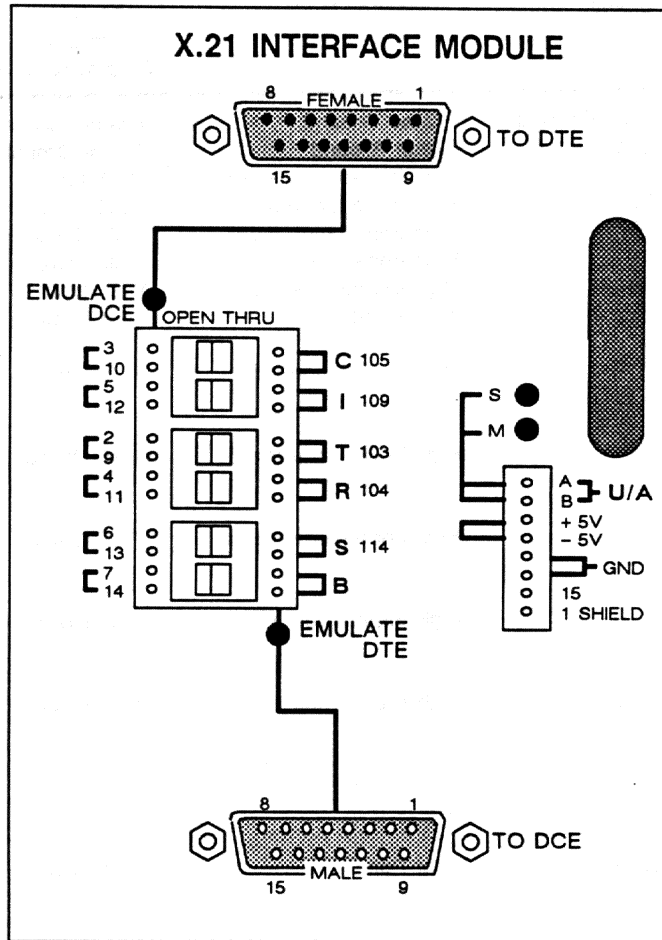 X.21 INTERFACE MODULE
8 FEMALE 1
TO DTE
15 9
EMULATE
DCE
OPEN THRU
3
10
C 105
5
12
I 109
2
9
T 103
4
11
R 104
6
13
S 114
7
14
B
S
M
A
B
U/A
+ 5V
- 5V
GND
15
1 SHIELD
EMULATE
DTE
8 1
TO DCE
MALE
15 9